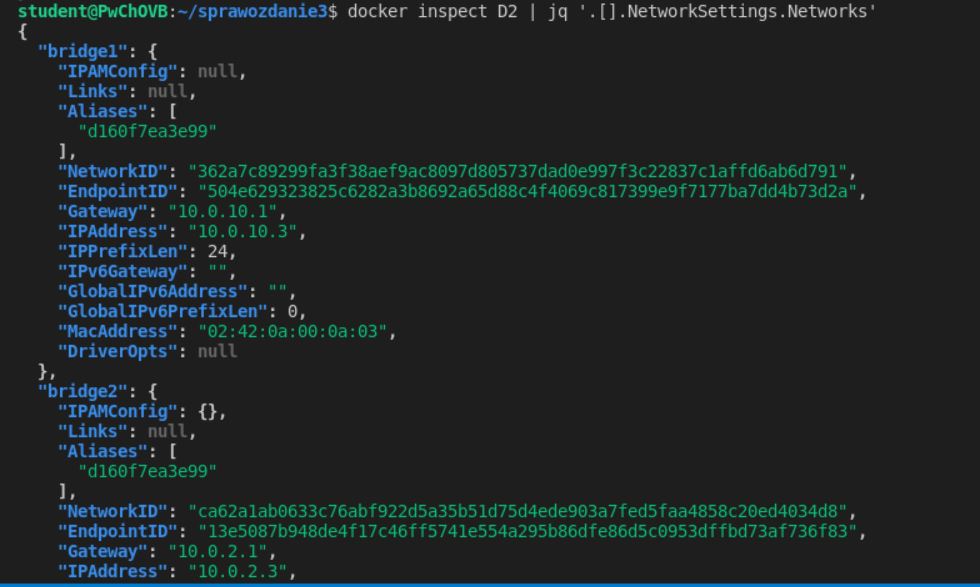 student@PwChOVB:~/sprawozdanie3$ docker inspect D2 | jq '.[].NetworkSettings.Networks'
{
  "bridge1": {
    "IPAMConfig": null,
    "Links": null,
    "Aliases": [
      "d160f7ea3e99"
    ],
    "NetworkID": "362a7c89299fa3f38aef9ac8097d805737dad0e997f3c22837c1affd6ab6d791",
    "EndpointID": "504e629323825c6282a3b8692a65d88c4f4069c817399e9f7177ba7dd4b73d2a",
    "Gateway": "10.0.10.1",
    "IPAddress": "10.0.10.3",
    "IPPrefixLen": 24,
    "IPv6Gateway": "",
    "GlobalIPv6Address": "",
    "GlobalIPv6PrefixLen": 0,
    "MacAddress": "02:42:0a:00:0a:03",
    "DriverOpts": null
  },
  "bridge2": {
    "IPAMConfig": {},
    "Links": null,
    "Aliases": [
      "d160f7ea3e99"
    ],
    "NetworkID": "ca62a1ab0633c76abf922d5a35b51d75d4ede903a7fed5faa4858c20ed4034d8",
    "EndpointID": "13e5087b948de4f17c46ff5741e554a295b86dfe86d5c0953dffbd73af736f83",
    "Gateway": "10.0.2.1",
    "IPAddress": "10.0.2.3",